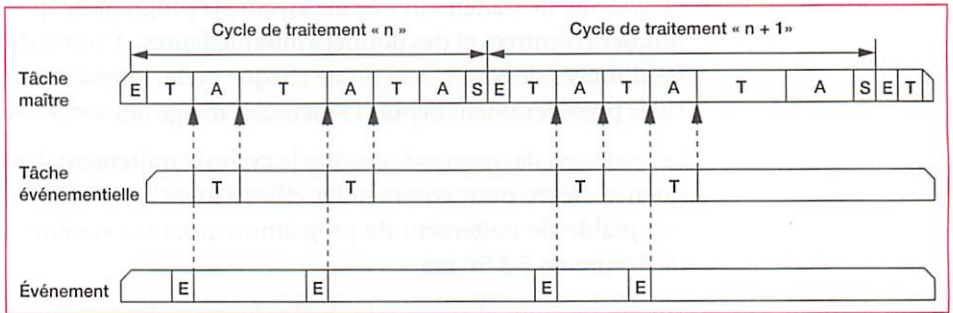 Cycle de traitement « n » Cycle de traitement « n + 1»
Tâche maître E T A T A T A S E T A T A T A S E T
Tâche événementielle T T T T
Événement E E E E